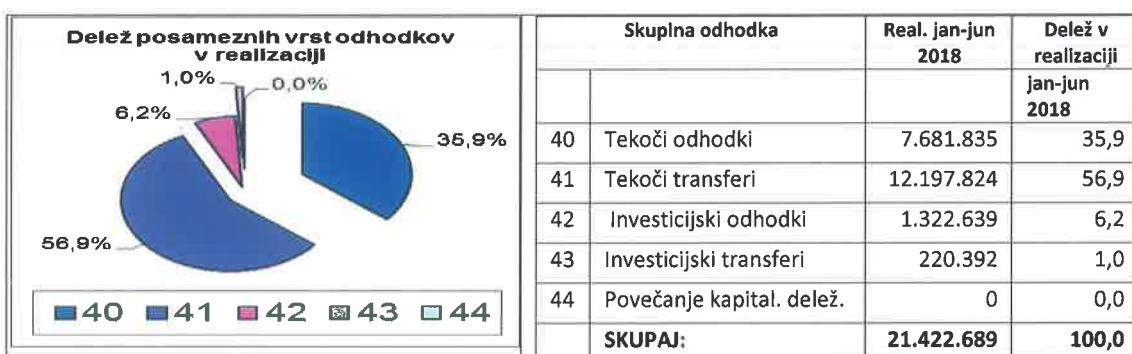 Delež posameznih vrst odhodkov
v realizaciji
1,0%
0,0%
6,2%
35,9%
56,9%
40 41 42 43 44
Skupina odhodka Real. jan-jun 2018 Delež v realizaciji
jan-jun 2018
40 Tekoči odhodki 7.681.835 35,9
41 Tekoči transferi 12.197.824 56,9
42 Investicijski odhodki 1.322.639 6,2
43 Investicijski transferi 220.392 1,0
44 Povečanje kapital. delež. 0 0,0
SKUPAJ: 21.422.689 100,0